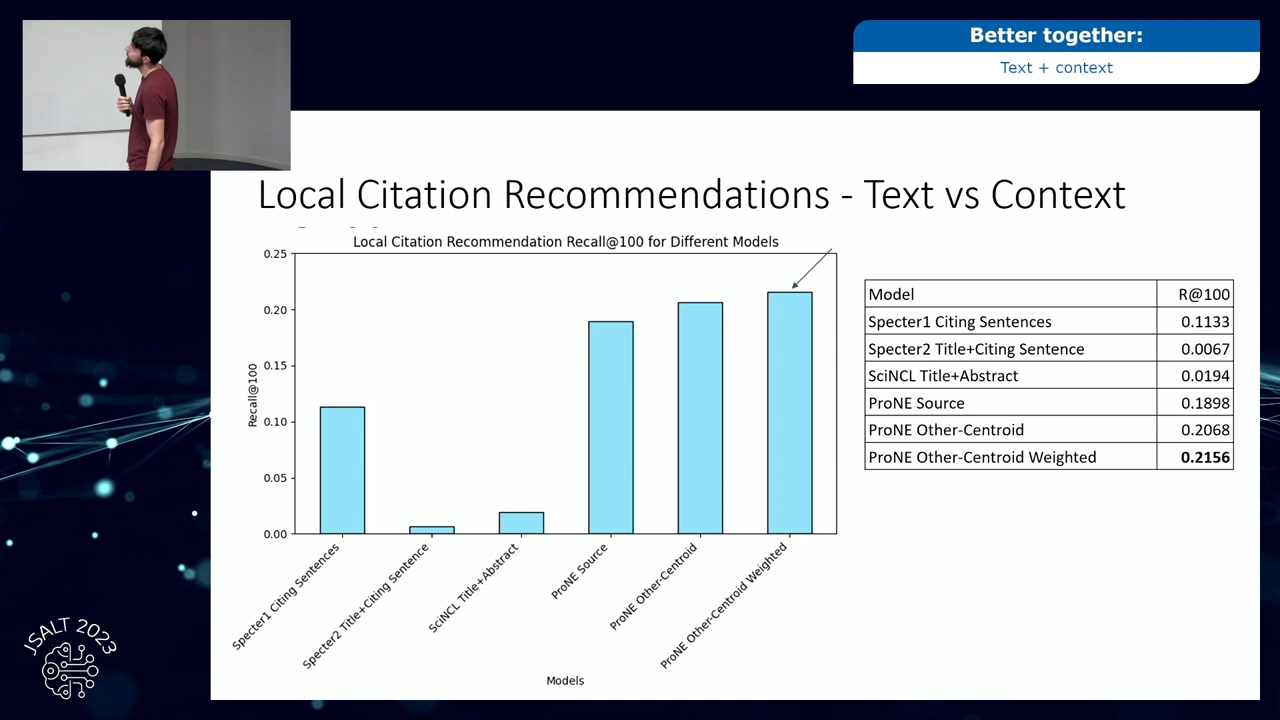 Better together:
Text + context
Local Citation Recommendations - Text vs Context
Local Citation Recommendation Recall@100 for Different Models
Recall@100
0.25
0.20
0.15
0.10
0.05
0.00
Specter1 Citing Sentences
Specter2 Title+Citing Sentence
SciNCL Title+Abstract
ProNE Source
ProNE Other-Centroid
ProNE Other-Centroid Weighted
Models
Model R@100
Specter1 Citing Sentences 0.1133
Specter2 Title+Citing Sentence 0.0067
SciNCL Title+Abstract 0.0194
ProNE Source 0.1898
ProNE Other-Centroid 0.2068
ProNE Other-Centroid Weighted 0.2156
JSALT 2023